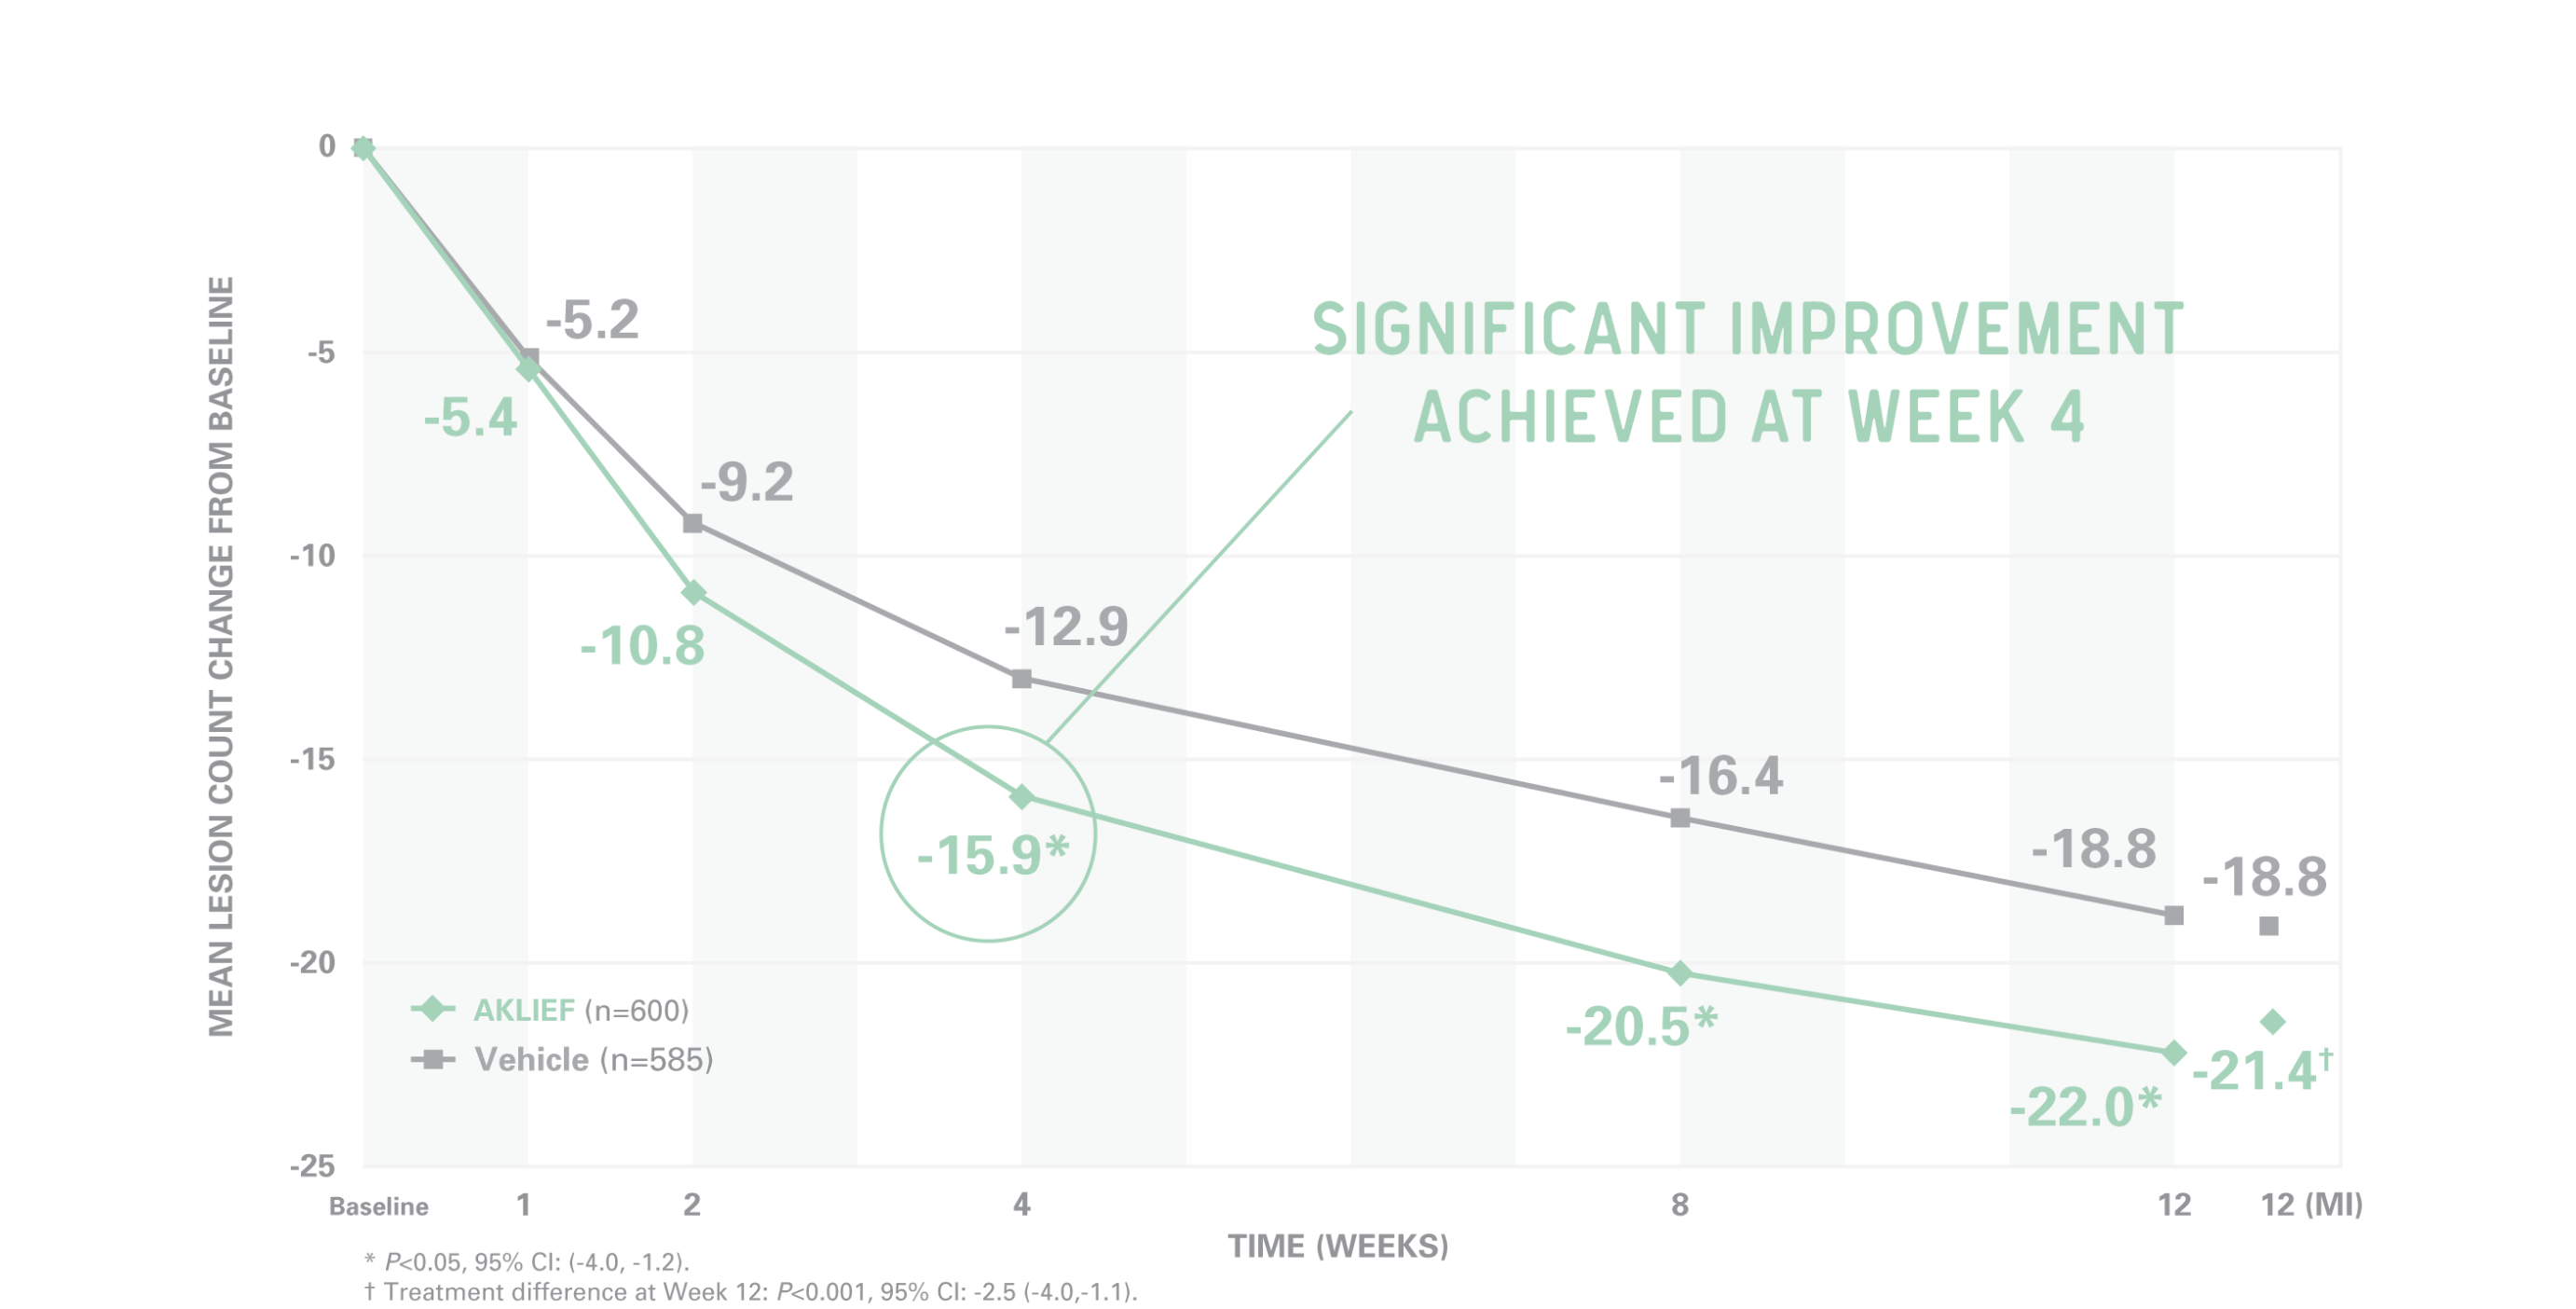 0
-5
-10
-15
-20
-25
MEAN LESION COUNT CHANGE FROM BASELINE
-5.2
-5.4
-9.2
-10.8
-12.9
-15.9*
SIGNIFICANT IMPROVEMENT
ACHIEVED AT WEEK 4
-16.4
-20.5*
-18.8
-18.8
-22.0*
-21.4†
AKLIEF (n=600)
Vehicle (n=585)
Baseline 1 2 4 8 12 12 (MI)
TIME (WEEKS)
* P<0.05, 95% CI: (-4.0, -1.2).
† Treatment difference at Week 12: P<0.001, 95% CI: -2.5 (-4.0,-1.1).